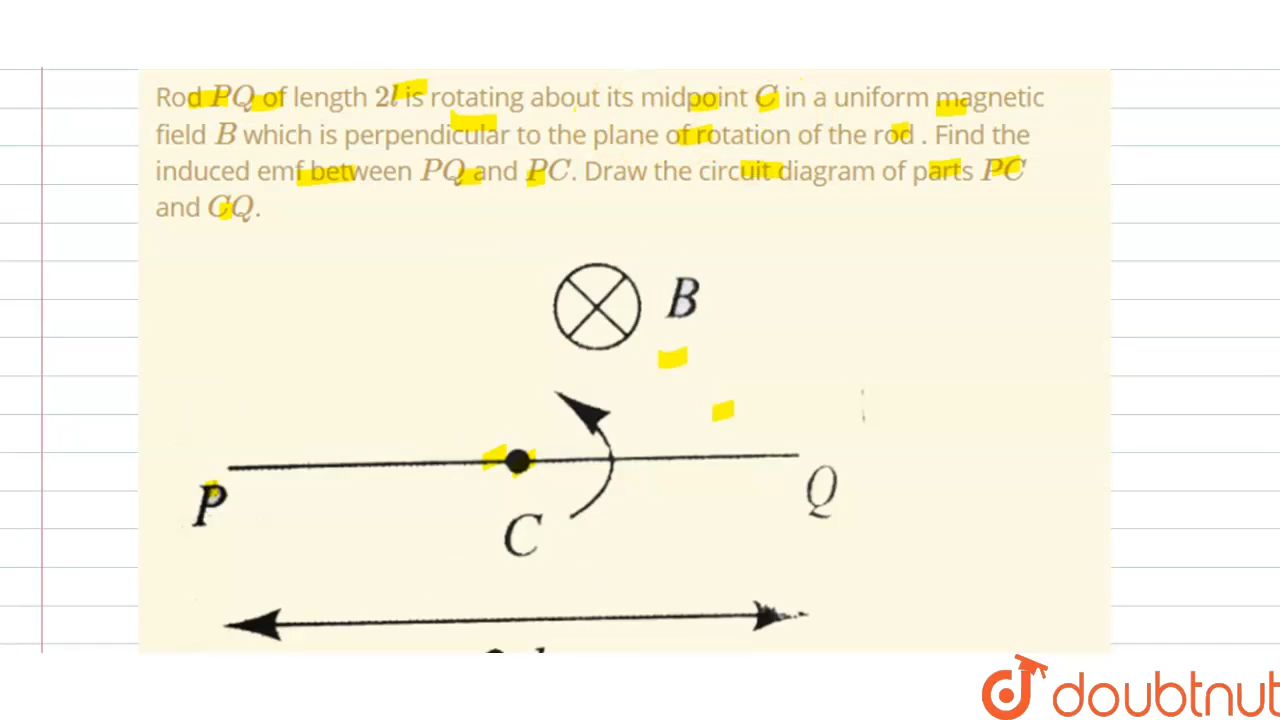 Rod PQ of length 2l is rotating about its midpoint C in a uniform magnetic
field B which is perpendicular to the plane of rotation of the rod . Find the
induced emf between PQ and PC. Draw the circuit diagram of parts PC
and CQ.
B
P
C
Q
doubtnut